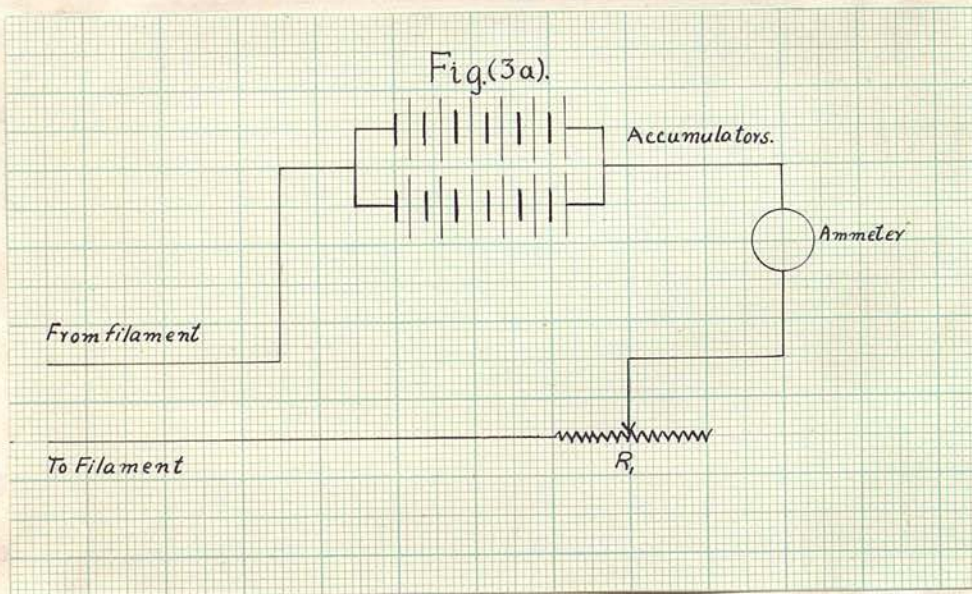 Fig.(3a).
Accumulators.
Ammeter
From filament
To Filament
R₁